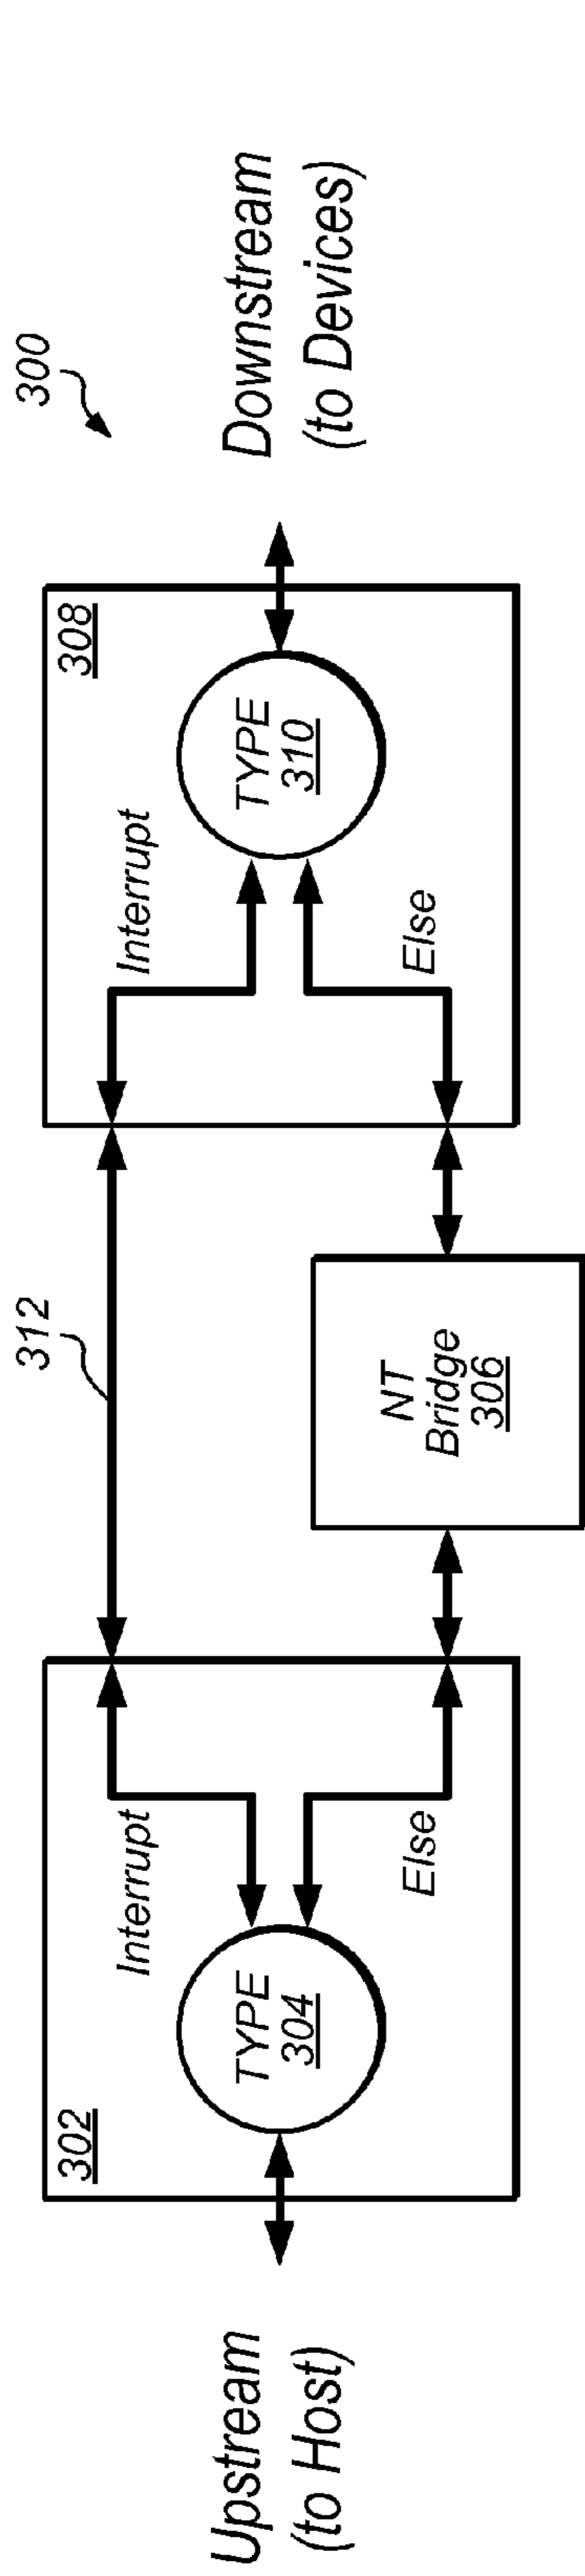 300
312
302
308
Interrupt
Interrupt
Upstream
(to Host)
TYPE
304
TYPE
310
Downstream
(to Devices)
Else
Else
NT
Bridge
306